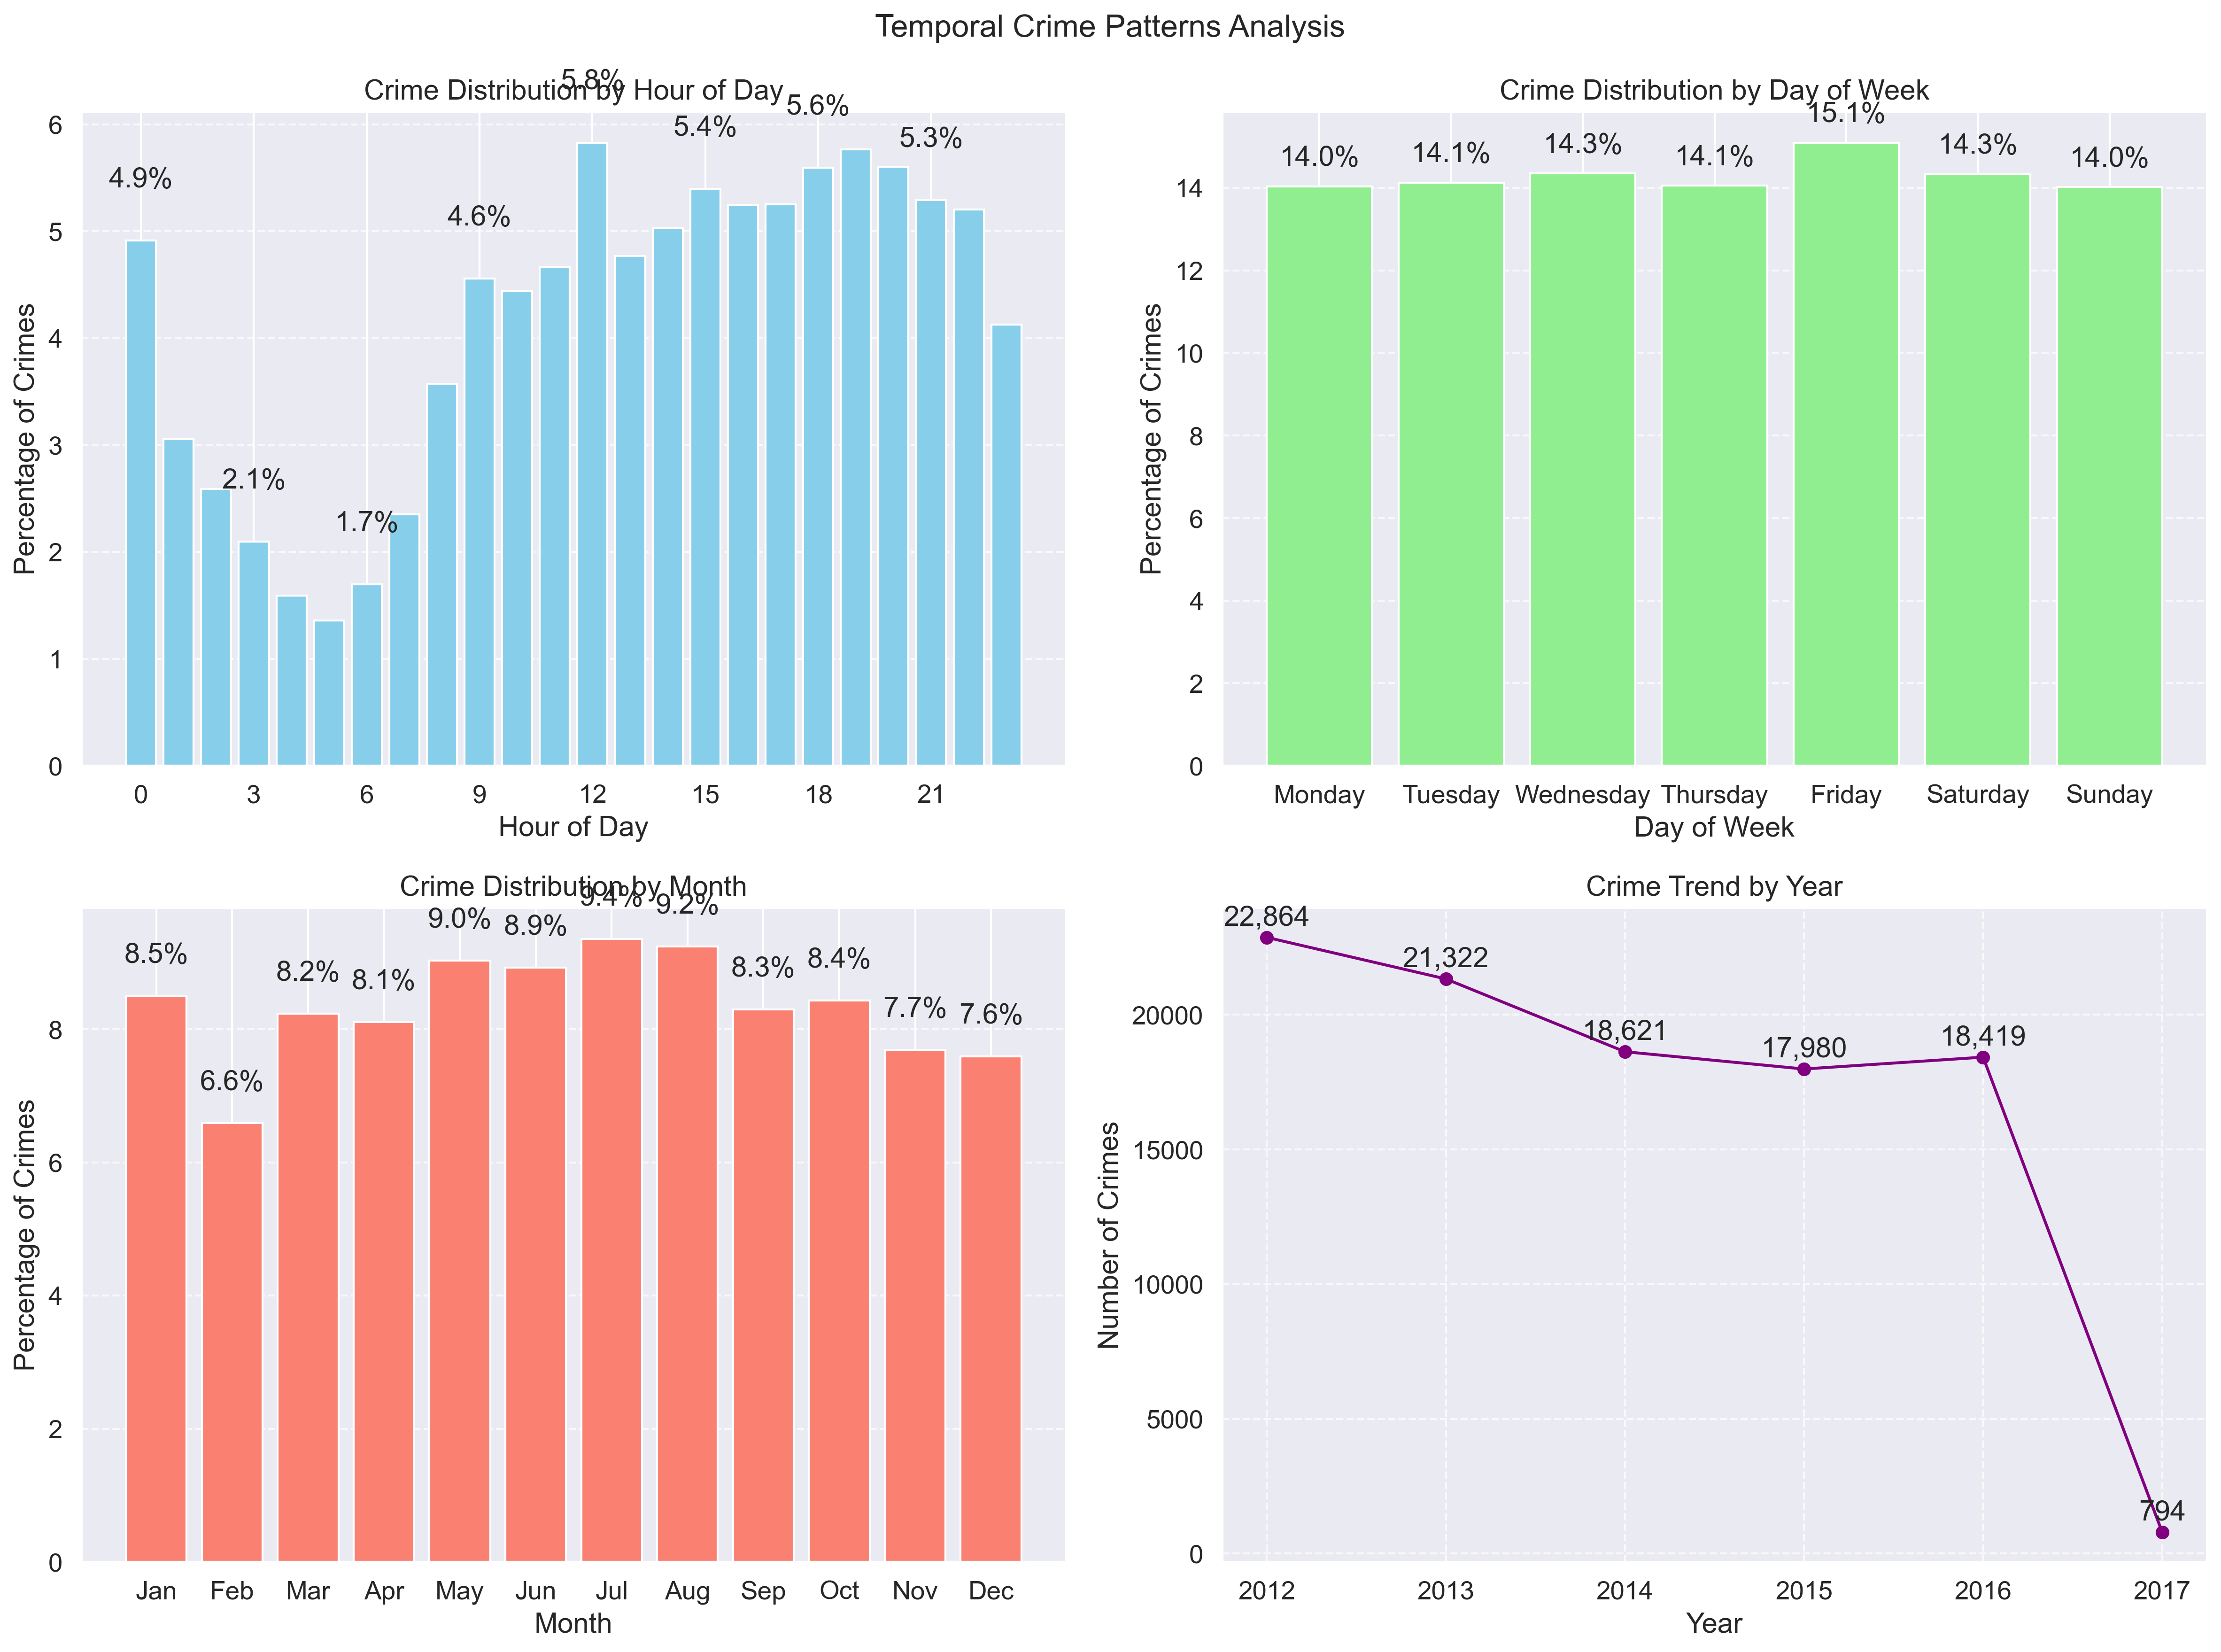 Temporal Crime Patterns Analysis
Crime Distribution by Hour of Day
5.8%
5.6%
5.4%
5.3%
4.9%
4.6%
2.1%
1.7%
6
5
4
3
2
1
0
Percentage of Crimes
0 3 6 9 12 15 18 21
Hour of Day
Crime Distribution by Day of Week
14.0% 14.1% 14.3% 14.1% 15.1% 14.3% 14.0%
14
12
10
8
6
4
2
0
Percentage of Crimes
Monday Tuesday Wednesday Thursday Friday Saturday Sunday
Day of Week
Crime Distribution by Month
8.5% 6.6% 8.2% 8.1% 9.0% 8.9% 9.4% 9.2% 8.3% 8.4% 7.7% 7.6%
8
6
4
2
0
Percentage of Crimes
Jan Feb Mar Apr May Jun Jul Aug Sep Oct Nov Dec
Month
Crime Trend by Year
22,864
21,322
18,621
17,980
18,419
794
20000
15000
10000
5000
0
Number of Crimes
2012 2013 2014 2015 2016 2017
Year